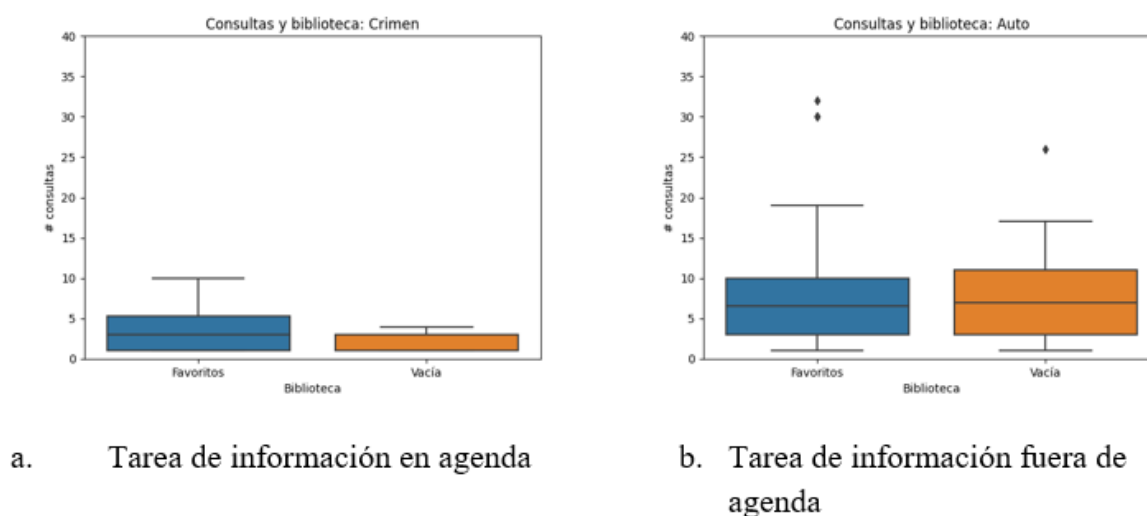 Consultas y biblioteca: Crimen
40
35
30
25
20
15
10
5
0
# consultas
Favoritos
Vacía
Biblioteca
Consultas y biblioteca: Auto
40
35
30
25
20
15
10
5
0
# consultas
Favoritos
Vacía
Biblioteca
a. Tarea de información en agenda
b. Tarea de información fuera de
agenda